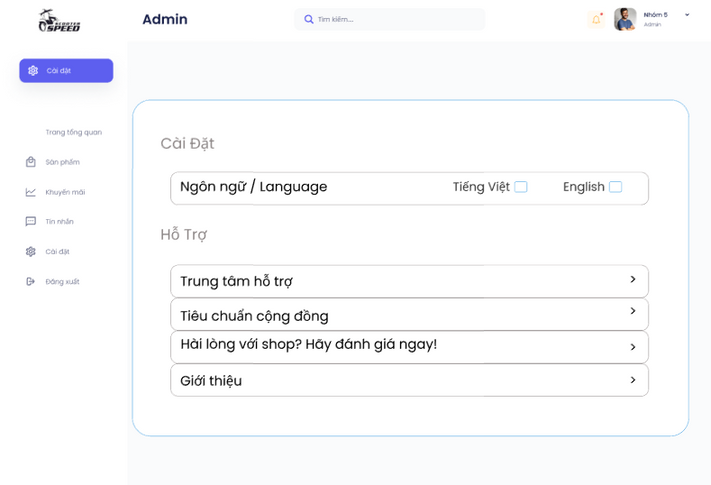 SCOOTER
SPEED
Admin
Tìm kiếm...
Nhóm 5
Admin
Cài đặt
Trang tổng quan
Sản phẩm
Khuyến mãi
Tin nhắn
Cài đặt
Đăng xuất
Cài Đặt
Ngôn ngữ / Language
Tiếng Việt
English
Hỗ Trợ
Trung tâm hỗ trợ
Tiêu chuẩn cộng đồng
Hài lòng với shop? Hãy đánh giá ngay!
Giới thiệu